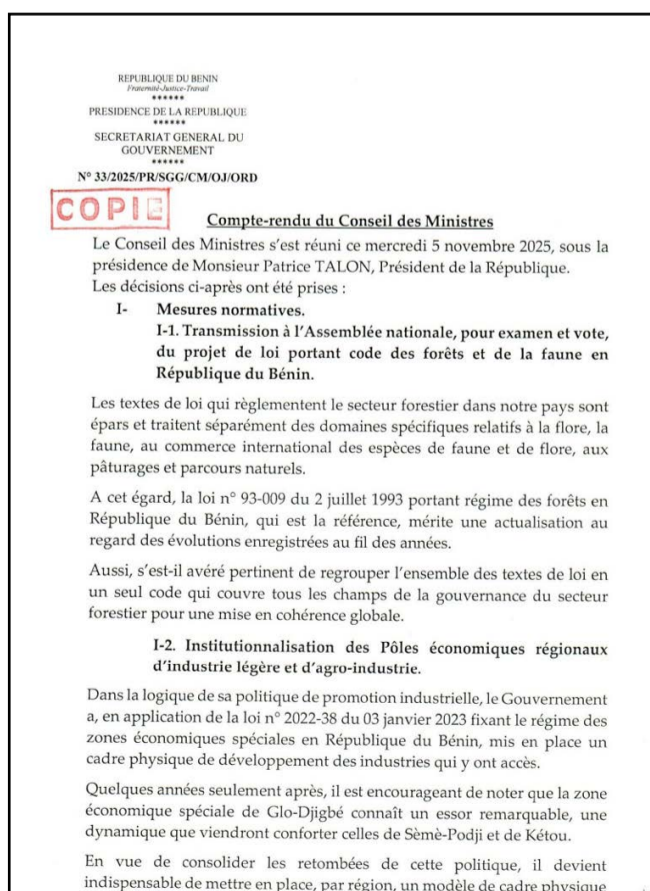 REPUBLIQUE DU BENIN
Fraternité-Justice-Travail
******
PRESIDENCE DE LA REPUBLIQUE
******
SECRETARIAT GENERAL DU
GOUVERNEMENT
******
N° 33/2025/PR/SGG/CM/OJ/ORD
COPIE
Compte-rendu du Conseil des Ministres
Le Conseil des Ministres s'est réuni ce mercredi 5 novembre 2025, sous la
présidence de Monsieur Patrice TALON, Président de la République.
Les décisions ci-après ont été prises :
I- Mesures normatives.
I-1. Transmission à l'Assemblée nationale, pour examen et vote,
du projet de loi portant code des forêts et de la faune en
République du Bénin.
Les textes de loi qui règlementent le secteur forestier dans notre pays sont
épars et traitent séparément des domaines spécifiques relatifs à la flore, la
faune, au commerce international des espèces de faune et de flore, aux
pâturages et parcours naturels.
A cet égard, la loi n° 93-009 du 2 juillet 1993 portant régime des forêts en
République du Bénin, qui est la référence, mérite une actualisation au
regard des évolutions enregistrées au fil des années.
Aussi, s'est-il avéré pertinent de regrouper l'ensemble des textes de loi en
un seul code qui couvre tous les champs de la gouvernance du secteur
forestier pour une mise en cohérence globale.
I-2. Institutionnalisation des Pôles économiques régionaux
d'industrie légère et d'agro-industrie.
Dans la logique de sa politique de promotion industrielle, le Gouvernement
a, en application de la loi n° 2022-38 du 03 janvier 2023 fixant le régime des
zones économiques spéciales en République du Bénin, mis en place un
cadre physique de développement des industries qui y ont accès.
Quelques années seulement après, il est encourageant de noter que la zone
économique spéciale de Glo-Djigbé connaît un essor remarquable, une
dynamique que viendront conforter celles de Sèmè-Podji et de Kétou.
En vue de consolider les retombées de cette politique, il devient
indispensable de mettre en place, par région, un modèle de cadre physique